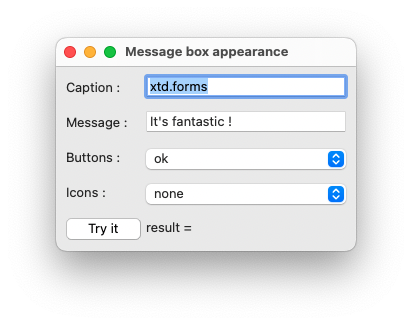 Message box appearance
Caption : xtd.forms
Message : It's fantastic !
Buttons : ok
Icons : none
Try it result =